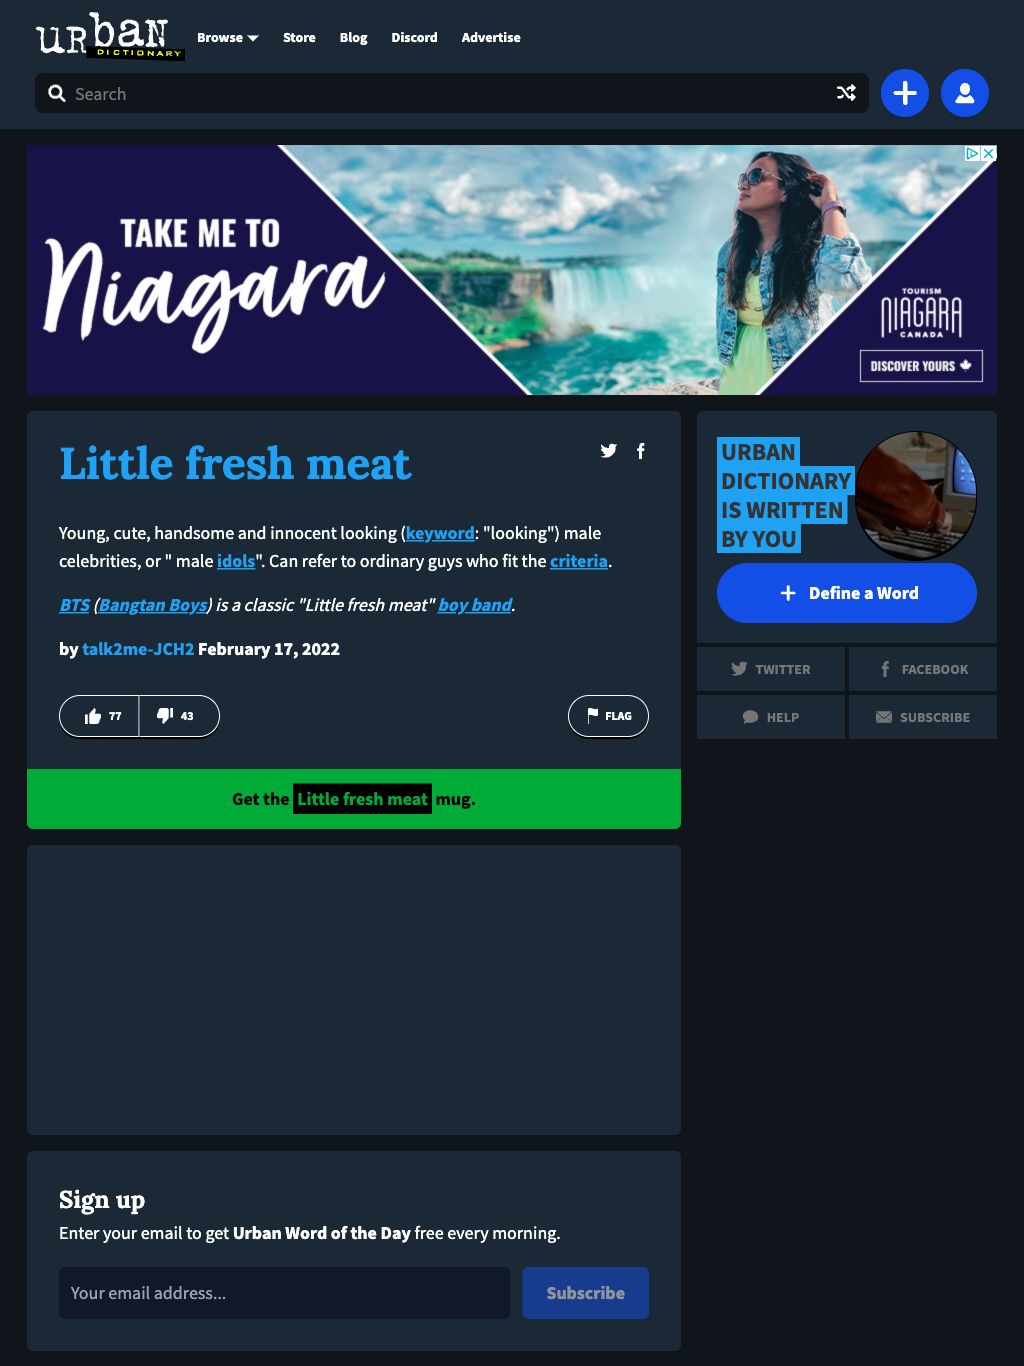 urban
DICTIONARY
Browse
Store
Blog
Discord
Advertise
Search
TAKE ME TO
Niagara
TOURISM
NIAGARA
CANADA
DISCOVER YOURS
Little fresh meat
Young, cute, handsome and innocent looking (keyword: "looking") male
celebrities, or " male idols". Can refer to ordinary guys who fit the criteria.
BTS (Bangtan Boys) is a classic "Little fresh meat" boy band.
by talk2me-JCH2 February 17, 2022
77
43
FLAG
Get the Little fresh meat mug.
URBAN
DICTIONARY
IS WRITTEN
BY YOU
Define a Word
TWITTER
FACEBOOK
HELP
SUBSCRIBE
Sign up
Enter your email to get Urban Word of the Day free every morning.
Your email address...
Subscribe